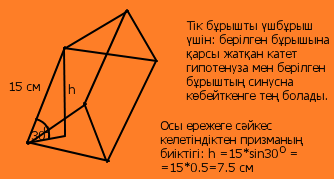 Тік бұрышты үшбұрыш
үшін: берілген бұрышына
қарсы жатқан катет
гипотенуза мен берілген
бұрыштың синусна
көбейткенге тең болады.
15 см
h
30
Осы ережеге сәйкес
келетіндіктен призманың
биіктігі: h =15*sin30⁰ =
=15*0.5=7.5 см